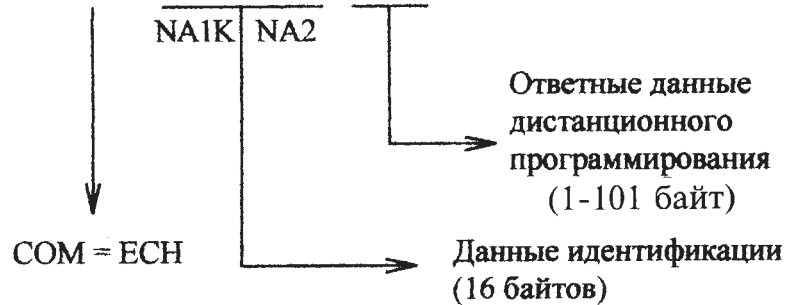 NA1K NA2
Ответные данные
дистанционного
программирования
(1-101 байт)
COM = ECH
Данные идентификации
(16 байтов)